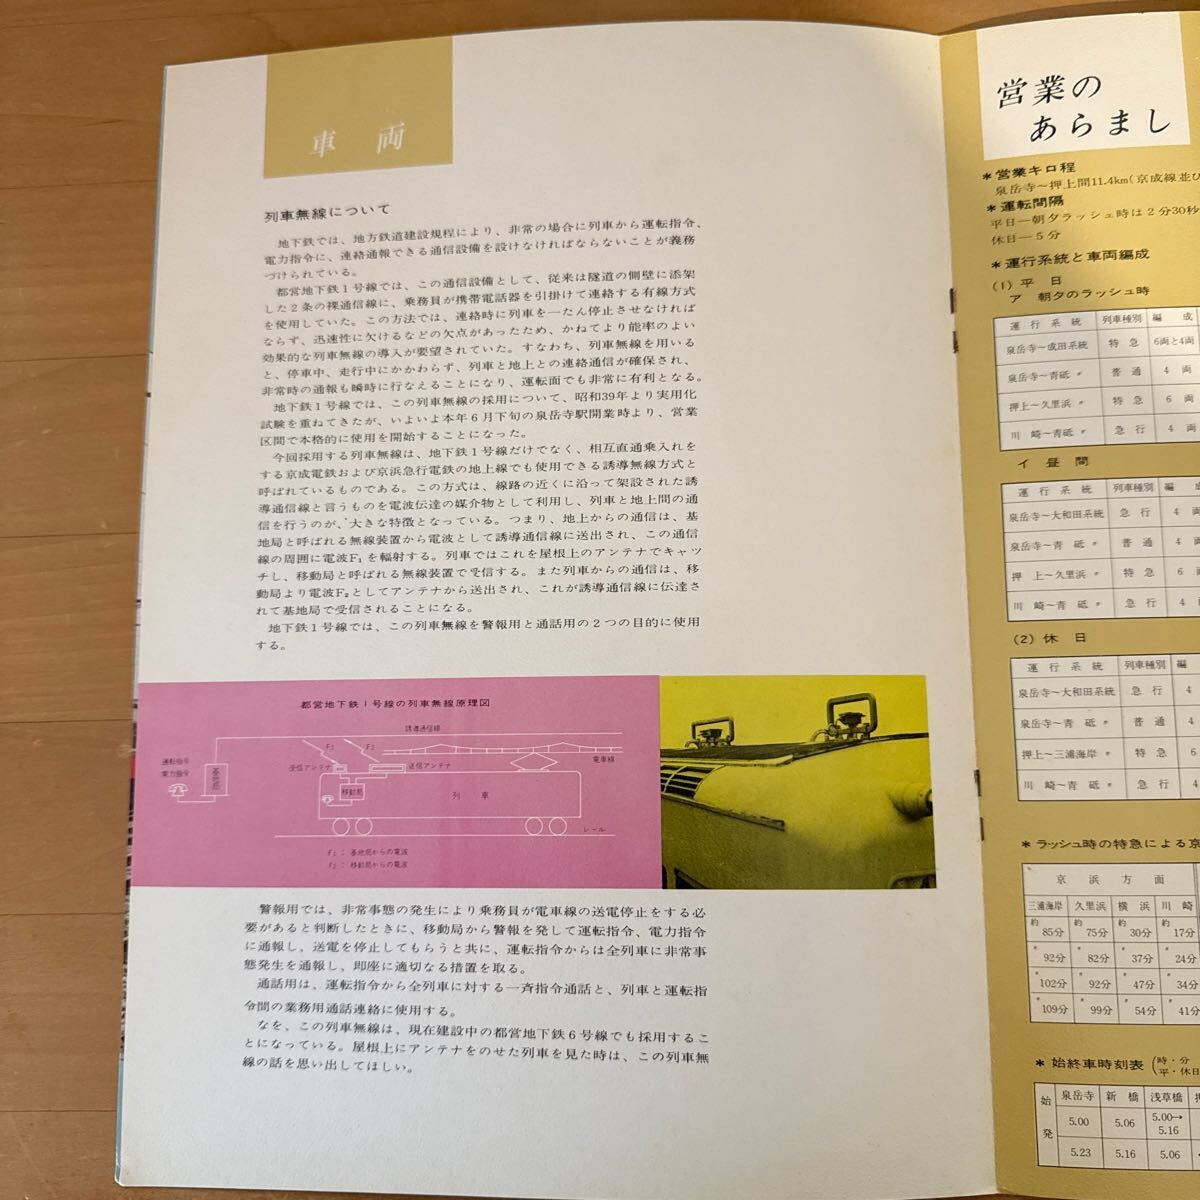 車両
列車無線について
地下鉄では、地方鉄道建設規程により、非常の場合に列車から運転指令、
電力指令に、連絡通報できる通信設備を設けなければならないことが義務
づけられている。
都営地下鉄1号線では、この通信設備として、従来は隧道の側壁に添架
した2条の裸通信線に、乗務員が携帯電話器を引掛けて連絡する有線方式
を使用していた。この方法では、連絡時に列車を一たん停止させなければ
ならず、迅速性に欠けるなどの欠点があったため、かねてより能率のよい
効果的な列車無線の導入が要望されていた。すなわち、列車無線を用いる
と、停車中、走行中にかかわらず、列車と地上との連絡通信が確保され、
非常時の通報も瞬時に行なえることになり、運転面でも非常に有利となる。
地下鉄1号線では、この列車無線の採用について、昭和39年より実用化
試験を重ねてきたが、いよいよ本年6月下旬の泉岳寺駅開業時より、営業
区間で本格的に使用を開始することになった。
今回採用する列車無線は、地下鉄1号線だけでなく、相互直通乗入れを
する京成電鉄および京浜急行電鉄の地上線でも使用できる誘導無線方式と
呼ばれているものである。この方式は、線路の近くに沿って架設された誘
導通信線と言うものを電波伝達の媒介物として利用し、列車と地上間の通
信を行うのが、大きな特徴となっている。つまり、地上からの通信は、基
地局と呼ばれる無線装置から電波として誘導通信線に送出され、この通信
線の周囲に電波F₁を輻射する。列車ではこれを屋根上のアンテナでキャツ
チし、移動局と呼ばれる無線装置で受信する。また列車からの通信は、移
動局より電波F₂としてアンテナから送出され、これが誘導通信線に伝達さ
れて基地局で受信されることになる。
地下鉄1号線では、この列車無線を警報用と通話用の2つの目的に使用
する。
都営地下鉄1号線の列車無線原理図
誘導通信線
F₁
F₂
運転指令
電力指令
基地局
受信アンテナ
送信アンテナ
電車線
移動局
列車
レール
F₁：基地局からの電波
F₂：移動局からの電波
警報用では、非常事態の発生により乗務員が電車線の送電停止をする必
要があると判断したときに、移動局から警報を発して運転指令、電力指令
に通報し、送電を停止してもらうと共に、運転指令からは全列車に非常事
態発生を通報し、即座に適切なる措置を取る。
通話用は、運転指令から全列車に対する一斉指令通話と、列車と運転指
令間の業務用通話連絡に使用する。
なを、この列車無線は、現在建設中の都営地下鉄6号線でも採用するこ
とになっている。屋根上にアンテナをのせた列車を見た時は、この列車無
線の話を思い出してほしい。
営業の
あらまし
*営業キロ程
泉岳寺〜押上間11.4km(京成線並び
*運転間隔
平日―朝夕ラッシュ時は2分30秒
休日―5分
*運行系統と車両編成
(1)平日
ア 朝夕のラッシュ時
運行系統 列車種別 編成
泉岳寺〜成田系統 特急 6両と4両
泉岳寺〜青砥〃 普通 4両
押上〜久里浜〃 特急 6両
川崎〜青砥〃 急行 4両
イ 昼間
運行系統 列車種別 編成
泉岳寺〜大和田系統 急行 4両
泉岳寺〜青砥〃 普通 4両
押上〜久里浜〃 特急 6
川崎〜青砥〃 急行 4
(2)休日
運行系統 列車種別 編
泉岳寺〜大和田系統 急行 4
泉岳寺〜青砥〃 普通 4
押上〜三浦海岸〃 特急 6
川崎〜青砥〃 急行 4
*ラッシュ時の特急による京
京浜方面
三浦海岸 久里浜 横浜 川崎
約85分 約75分 約30分 約17分
〃92分 〃82分 〃37分 〃24分
〃102分 〃92分 〃47分 〃34分
〃109分 〃99分 〃54分 〃41分
*始終車時刻表(時・分
平・休日
始発 泉岳寺 新橋 浅草橋 押
5.00 5.06 5.00→5.16
5.23 5.16 5.06